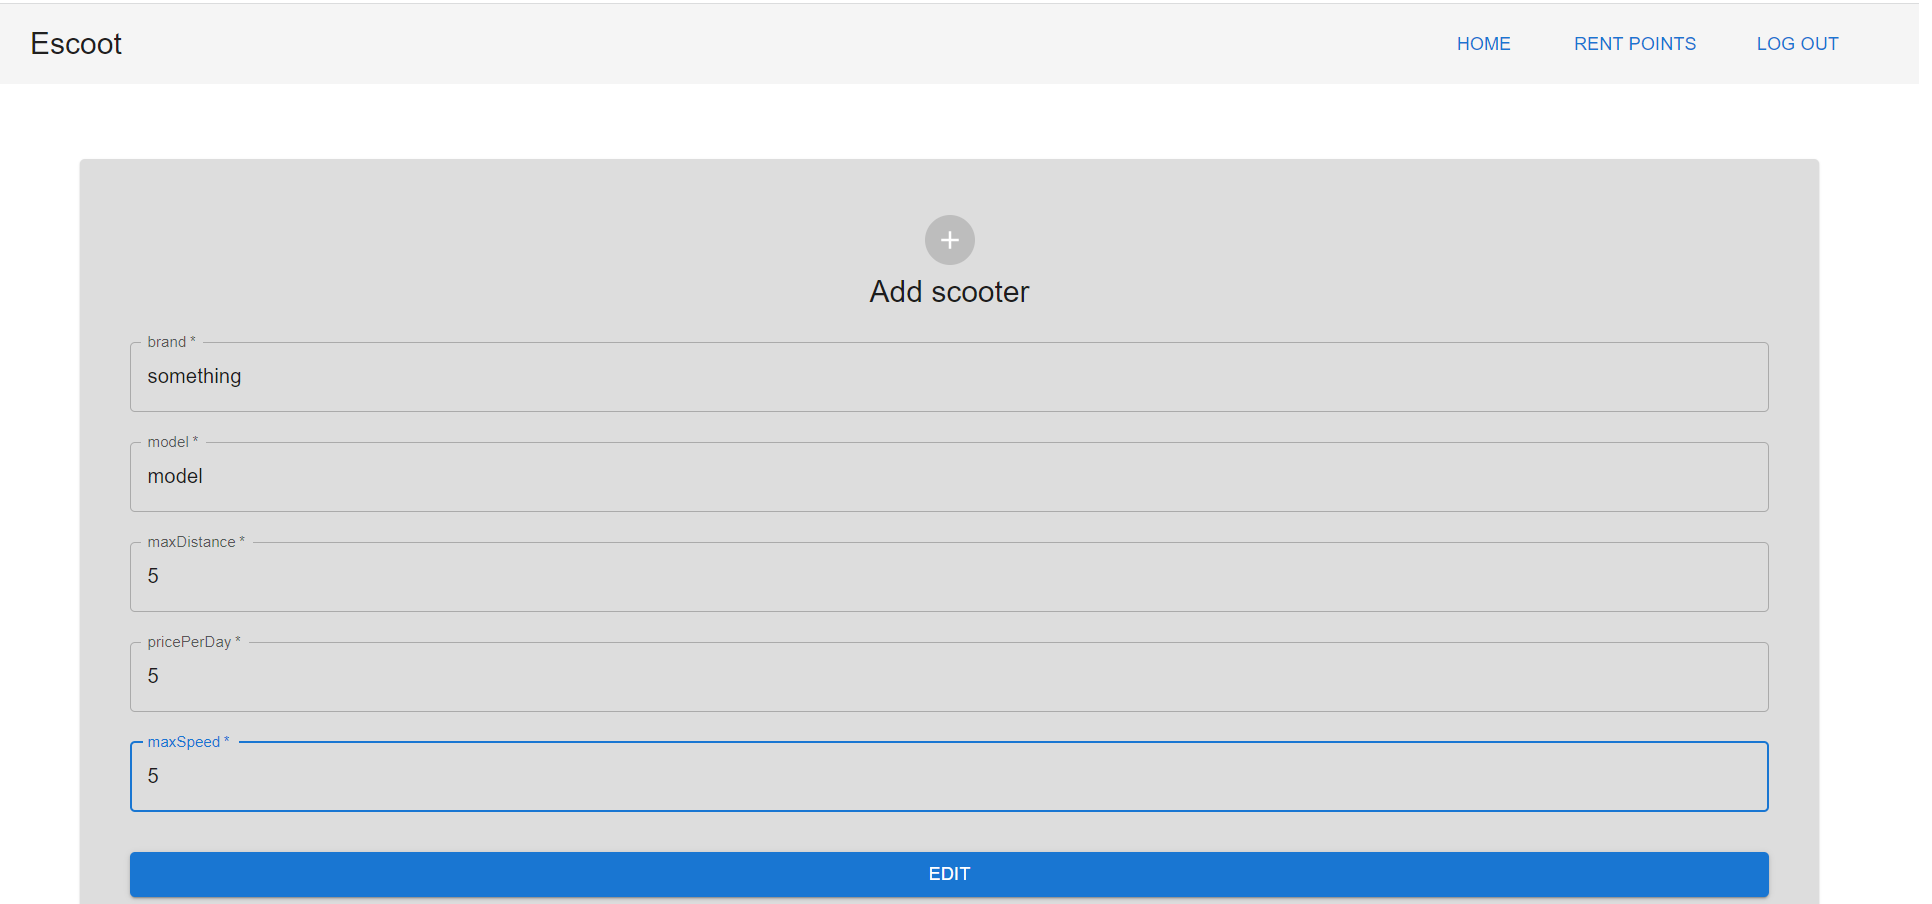 Escoot
HOME
RENT POINTS
LOG OUT
Add scooter
brand *
something
model *
model
maxDistance *
5
pricePerDay *
5
maxSpeed *
5
EDIT